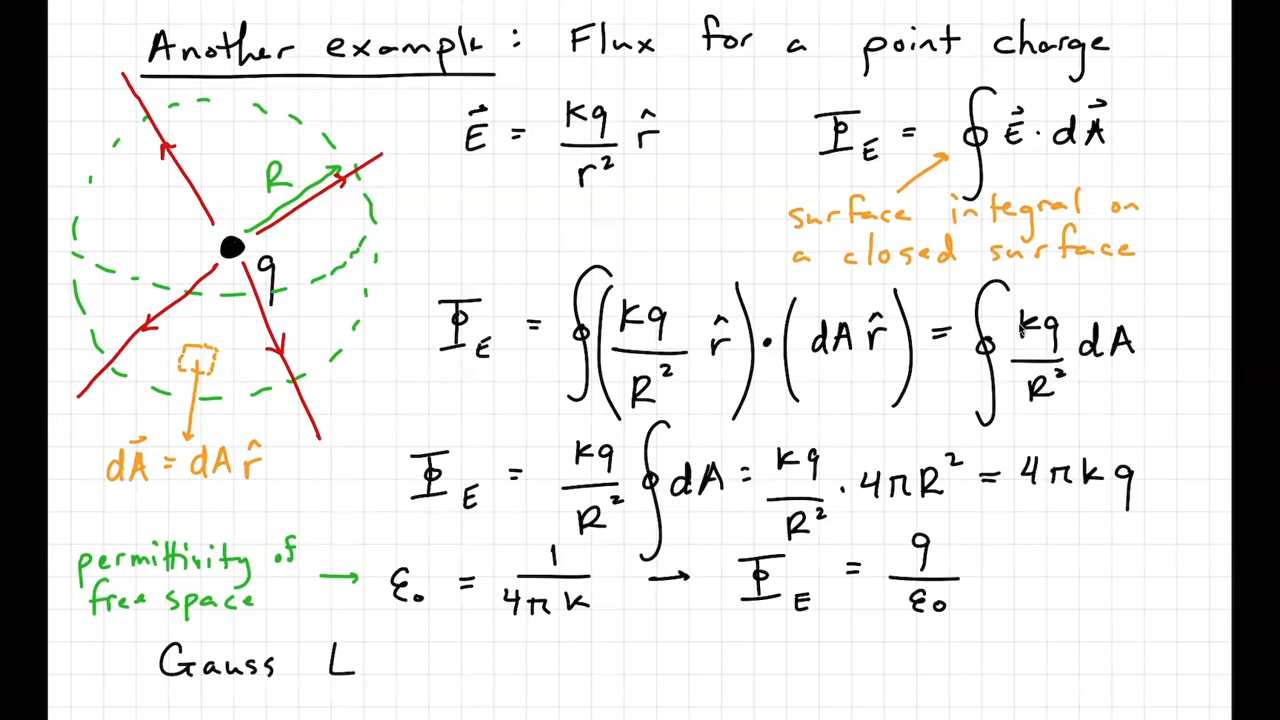 Another example: Flux for a point charge
E⃗ = kq/r² r̂
Φ_E = ∮ E⃗ · dA⃗
surface integral on
a closed surface
R
q
dA⃗ = dA r̂
Φ_E = ∮ (kq/R² r̂) · (dA r̂) = ∮ kq/R² dA
Φ_E = kq/R² ∮ dA = kq/R² · 4πR² = 4πkq
permittivity of
free space
→ ε₀ = 1/4πk → Φ_E = q/ε₀
Gauss L